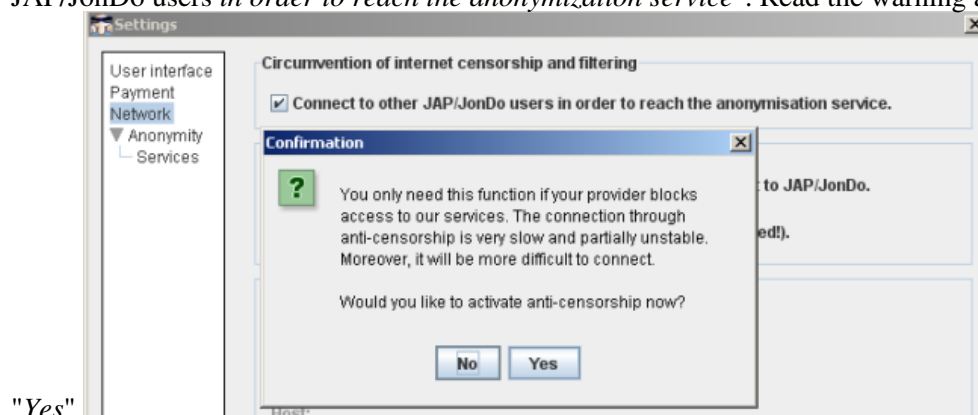 JAP/JonDo users in order to reach the anonymization service". Read the warning a
Settings
User interface
Payment
Network
Anonymity
Services
Circumvention of internet censorship and filtering
Connect to other JAP/JonDo users in order to reach the anonymisation service.
Confirmation
?
You only need this function if your provider blocks
access to our services. The connection through
anti-censorship is very slow and partially unstable.
Moreover, it will be more difficult to connect.
Would you like to activate anti-censorship now?
No Yes
to JAP/JonDo.
ed!).
Host:
"Yes"